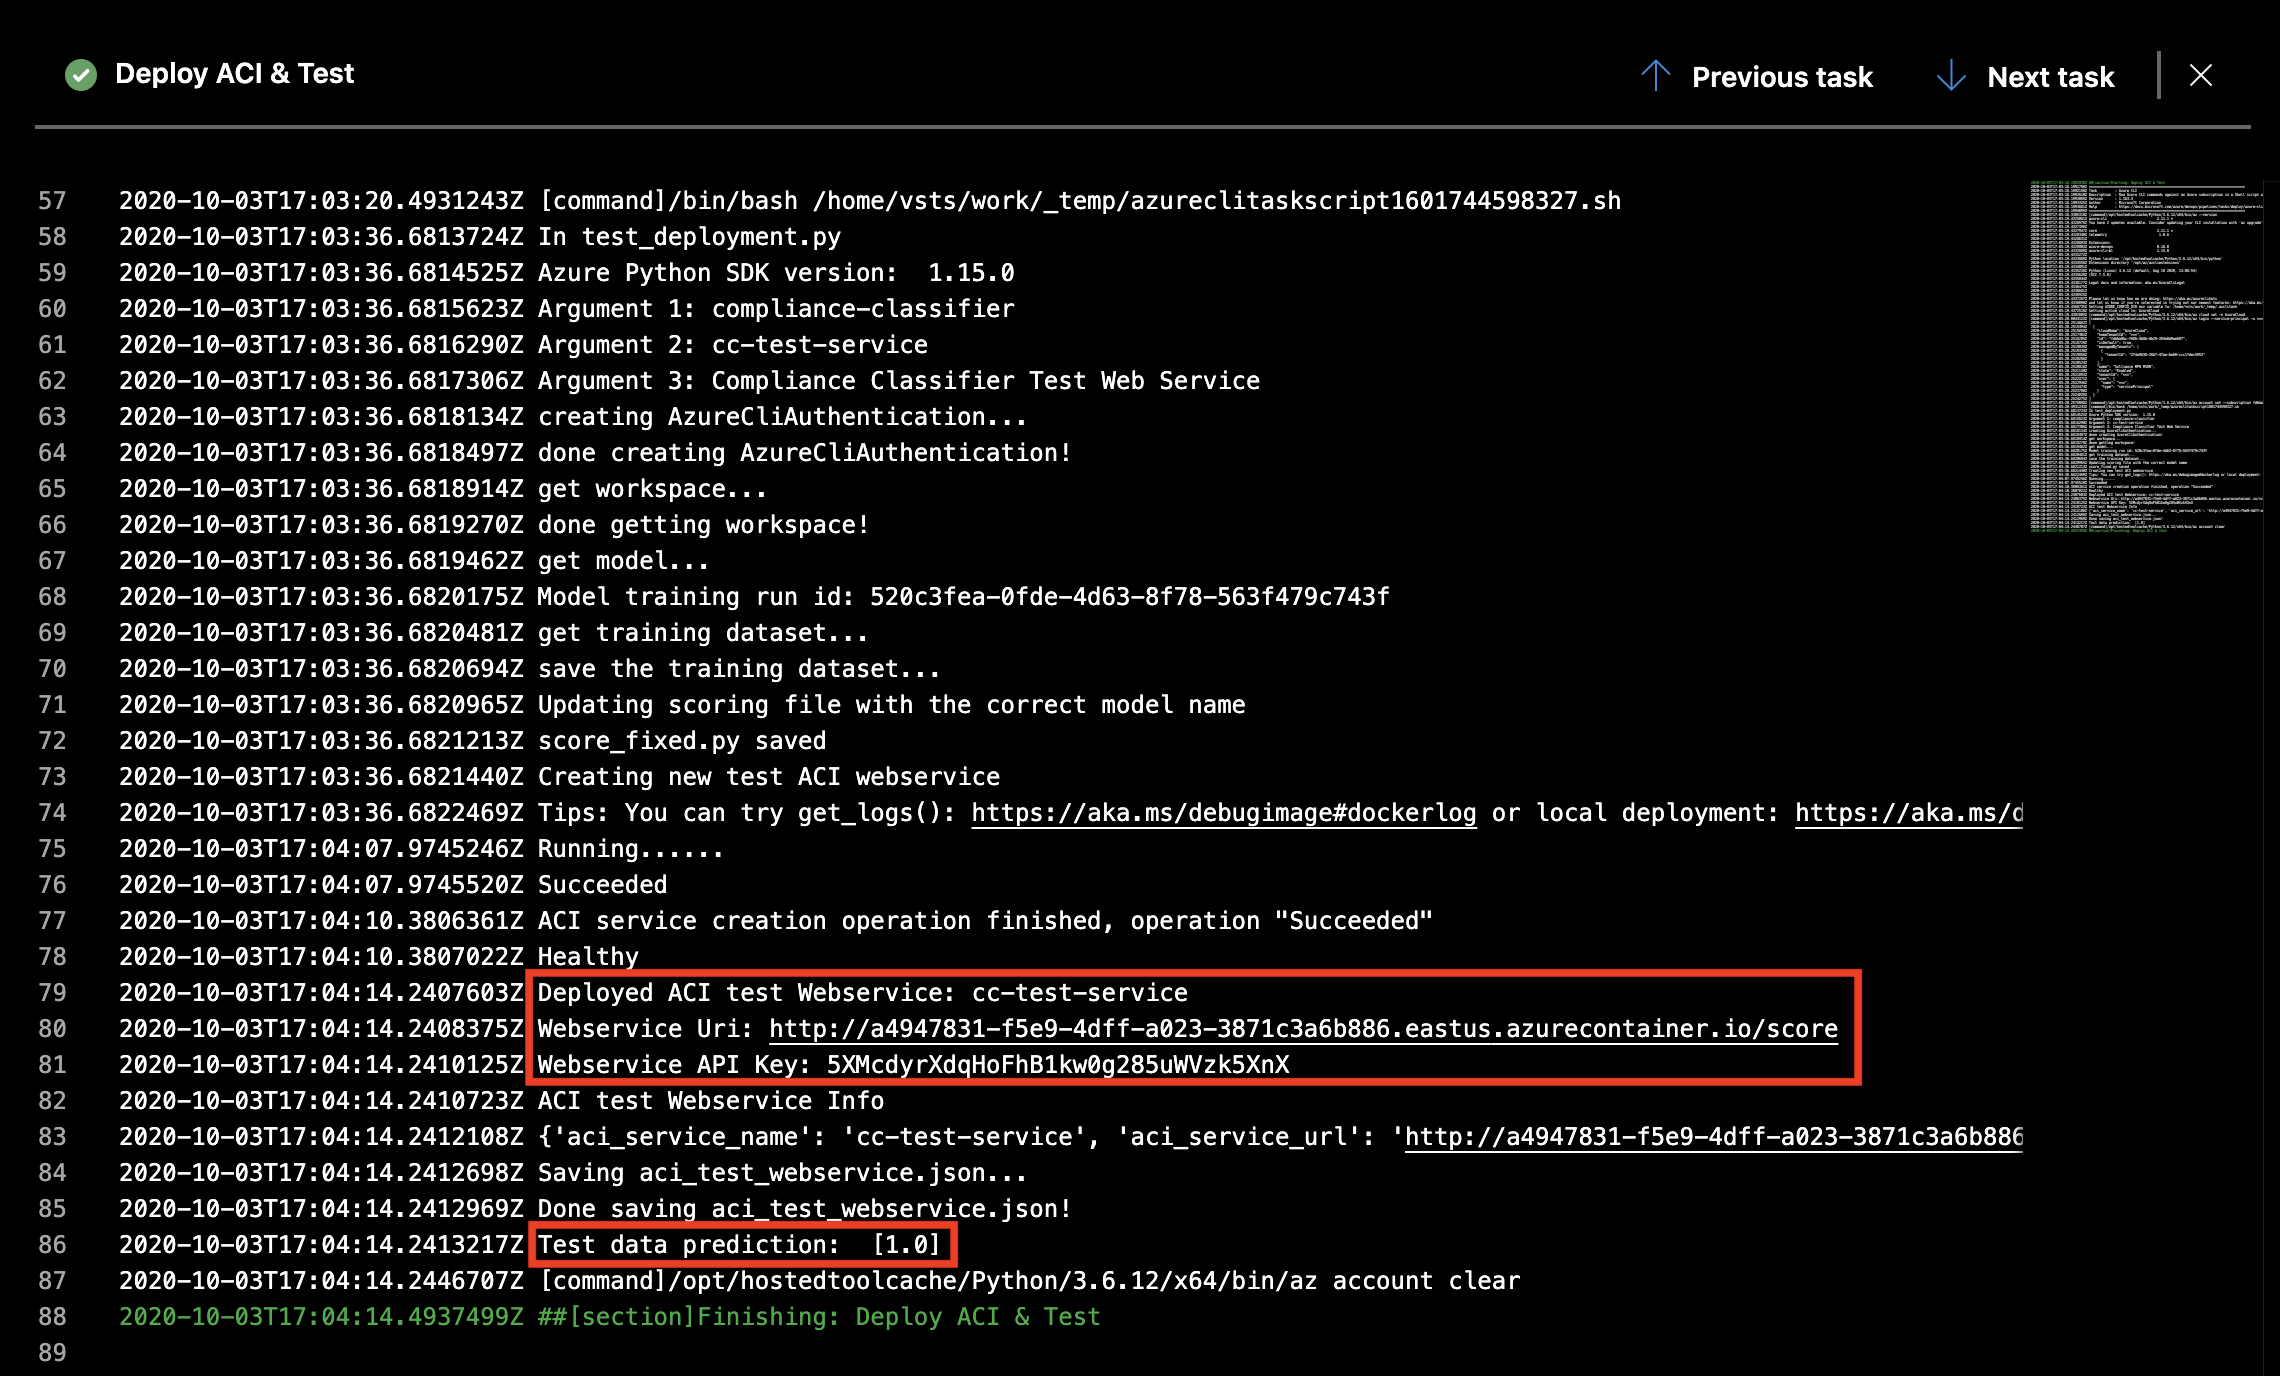 Deploy ACI & Test
Previous task
Next task
57 2020-10-03T17:03:20.4931243Z [command]/bin/bash /home/vsts/work/_temp/azureclitaskscript1601744598327.sh
58 2020-10-03T17:03:36.6813724Z In test_deployment.py
59 2020-10-03T17:03:36.6814525Z Azure Python SDK version:  1.15.0
60 2020-10-03T17:03:36.6815623Z Argument 1: compliance-classifier
61 2020-10-03T17:03:36.6816290Z Argument 2: cc-test-service
62 2020-10-03T17:03:36.6817306Z Argument 3: Compliance Classifier Test Web Service
63 2020-10-03T17:03:36.6818134Z creating AzureCliAuthentication...
64 2020-10-03T17:03:36.6818497Z done creating AzureCliAuthentication!
65 2020-10-03T17:03:36.6818914Z get workspace...
66 2020-10-03T17:03:36.6819270Z done getting workspace!
67 2020-10-03T17:03:36.6819462Z get model...
68 2020-10-03T17:03:36.6820175Z Model training run id: 520c3fea-0fde-4d63-8f78-563f479c743f
69 2020-10-03T17:03:36.6820481Z get training dataset...
70 2020-10-03T17:03:36.6820694Z save the training dataset...
71 2020-10-03T17:03:36.6820965Z Updating scoring file with the correct model name
72 2020-10-03T17:03:36.6821213Z score_fixed.py saved
73 2020-10-03T17:03:36.6821440Z Creating new test ACI webservice
74 2020-10-03T17:03:36.6822469Z Tips: You can try get_logs(): https://aka.ms/debugimage#dockerlog or local deployment: https://aka.ms/d
75 2020-10-03T17:04:07.9745246Z Running......
76 2020-10-03T17:04:07.9745520Z Succeeded
77 2020-10-03T17:04:10.3806361Z ACI service creation operation finished, operation "Succeeded"
78 2020-10-03T17:04:10.3807022Z Healthy
79 2020-10-03T17:04:14.2407603Z Deployed ACI test Webservice: cc-test-service
80 2020-10-03T17:04:14.2408375Z Webservice Uri: http://a4947831-f5e9-4dff-a023-3871c3a6b886.eastus.azurecontainer.io/score
81 2020-10-03T17:04:14.2410125Z Webservice API Key: 5XMcdyrXdqHoFhB1kw0g285uWVzk5XnX
82 2020-10-03T17:04:14.2410723Z ACI test Webservice Info
83 2020-10-03T17:04:14.2412108Z {'aci_service_name': 'cc-test-service', 'aci_service_url': 'http://a4947831-f5e9-4dff-a023-3871c3a6b886
84 2020-10-03T17:04:14.2412698Z Saving aci_test_webservice.json...
85 2020-10-03T17:04:14.2412969Z Done saving aci_test_webservice.json!
86 2020-10-03T17:04:14.2413217Z Test data prediction:  [1.0]
87 2020-10-03T17:04:14.2446707Z [command]/opt/hostedtoolcache/Python/3.6.12/x64/bin/az account clear
88 2020-10-03T17:04:14.4937499Z ##[section]Finishing: Deploy ACI & Test
89